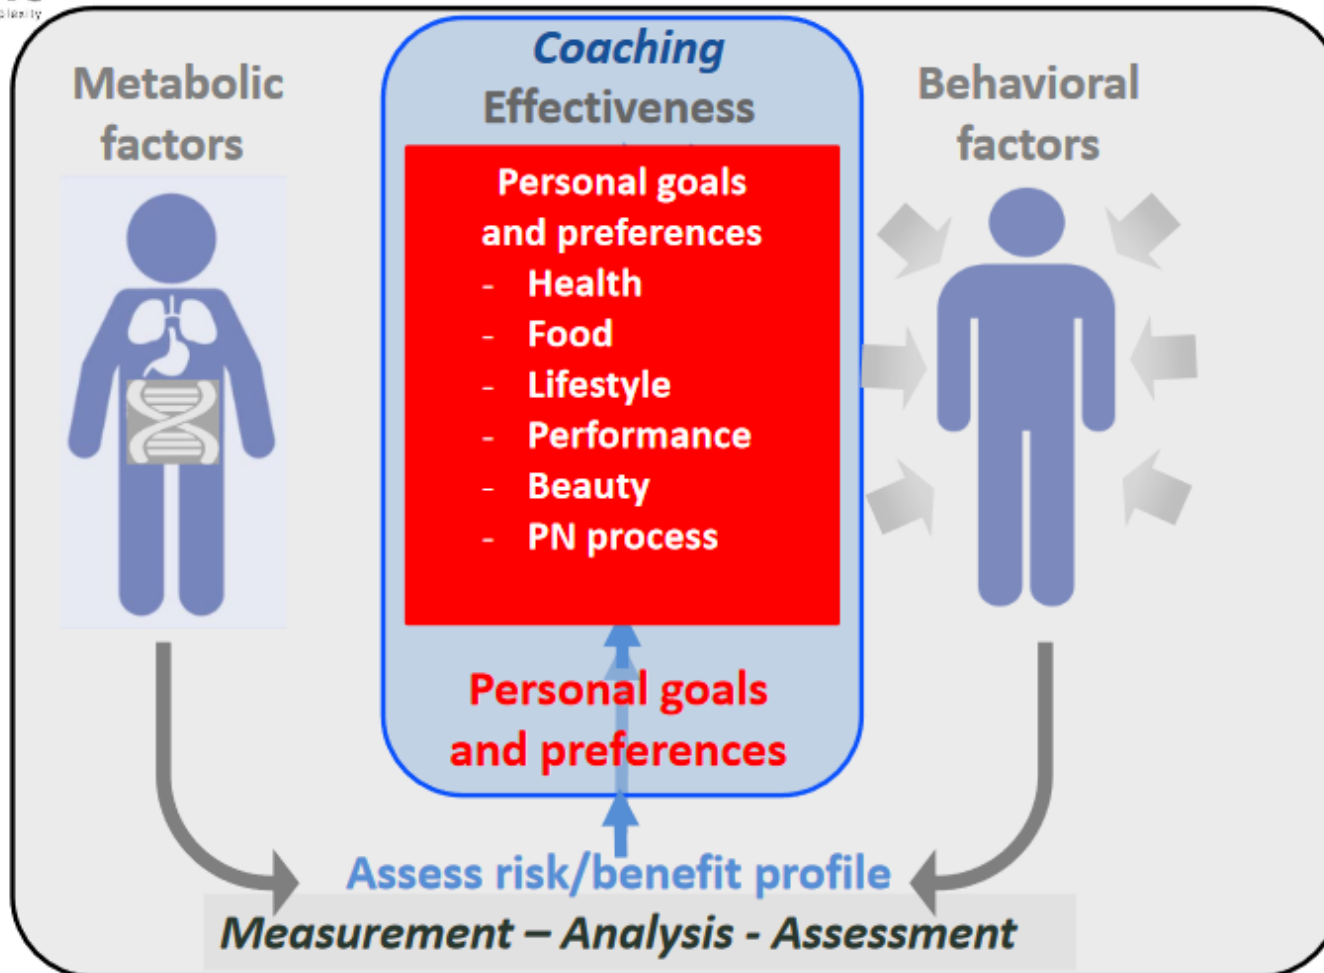 Metabolic
factors
Coaching
Effectiveness
Behavioral
factors
Personal goals
and preferences
- Health
- Food
- Lifestyle
- Performance
- Beauty
- PN process
Personal goals
and preferences
Assess risk/benefit profile
Measurement – Analysis - Assessment